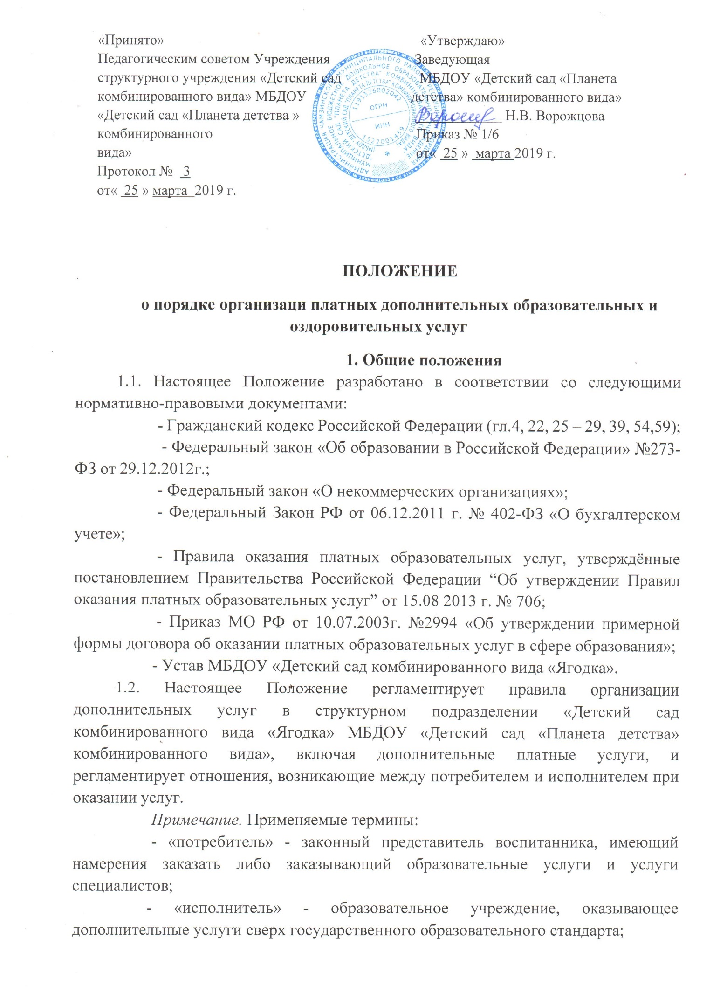 «Принято»
Педагогическим советом Учреждения
структурного учреждения «Детский сад
комбинированного вида» МБДОУ
«Детский сад «Планета детства »
комбинированного
вида»
Протокол № 3
от« 25 » марта 2019 г.
«Утверждаю»
Заведующая
МБДОУ «Детский сад «Планета
детства» комбинированного вида»
Н.В. Ворожцова
Приказ № 1/6
от« 25 » марта 2019 г.
1191326002042
ОГРН
ИНН
1322001459
ПОЛОЖЕНИЕ
о порядке организаци платных дополнительных образовательных и
оздоровительных услуг
1. Общие положения
1.1. Настоящее Положение разработано в соответствии со следующими
нормативно-правовыми документами:
- Гражданский кодекс Российской Федерации (гл.4, 22, 25 – 29, 39, 54,59);
- Федеральный закон «Об образовании в Российской Федерации» №273-
ФЗ от 29.12.2012г.;
- Федеральный закон «О некоммерческих организациях»;
- Федеральный Закон РФ от 06.12.2011 г. № 402-ФЗ «О бухгалтерском
учете»;
- Правила оказания платных образовательных услуг, утверждённые
постановлением Правительства Российской Федерации “Об утверждении Правил
оказания платных образовательных услуг” от 15.08 2013 г. № 706;
- Приказ МО РФ от 10.07.2003г. №2994 «Об утверждении примерной
формы договора об оказании платных образовательных услуг в сфере образования»;
- Устав МБДОУ «Детский сад комбинированного вида «Ягодка».
1.2. Настоящее Положение регламентирует правила организации
дополнительных услуг в структурном подразделении «Детский сад
комбинированного вида «Ягодка» МБДОУ «Детский сад «Планета детства»
комбинированного вида», включая дополнительные платные услуги, и
регламентирует отношения, возникающие между потребителем и исполнителем при
оказании услуг.
Примечание. Применяемые термины:
- «потребитель» - законный представитель воспитанника, имеющий
намерения заказать либо заказывающий образовательные услуги и услуги
специалистов;
- «исполнитель» - образовательное учреждение, оказывающее
дополнительные услуги сверх государственного образовательного стандарта;